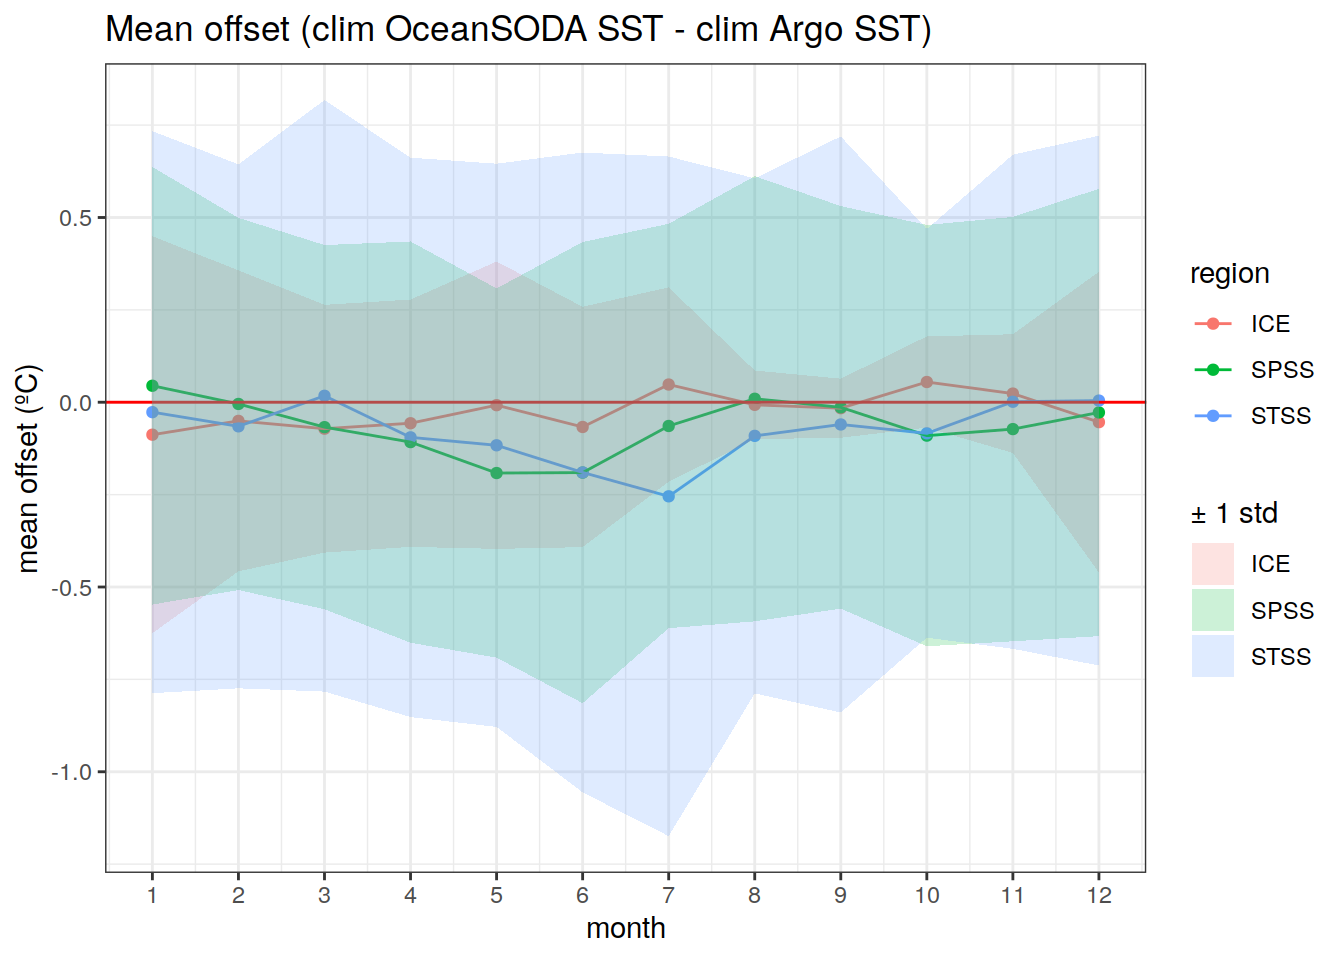 Mean offset (clim OceanSODA SST - clim Argo SST)
mean offset (ºC)
0.5
0.0
-0.5
-1.0
1 2 3 4 5 6 7 8 9 10 11 12
month
region
ICE
SPSS
STSS
± 1 std
ICE
SPSS
STSS